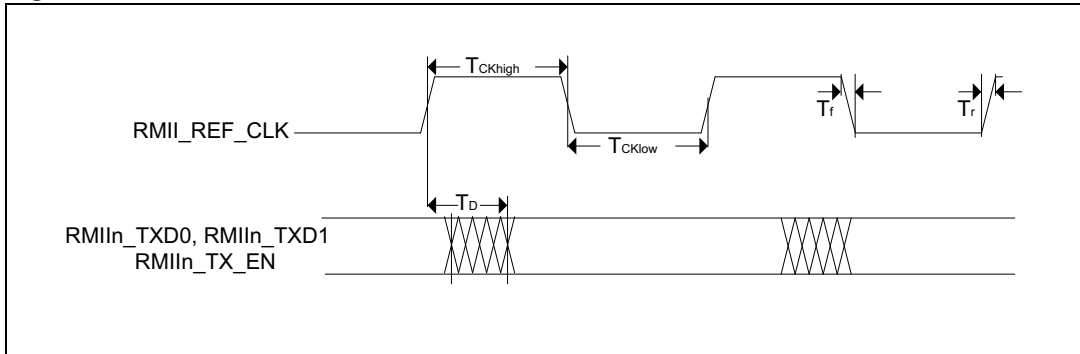 TCKhigh
Tf
Tr
RMII_REF_CLK
TCKlow
TD
RMIIn_TXD0, RMIIn_TXD1
RMIIn_TX_EN